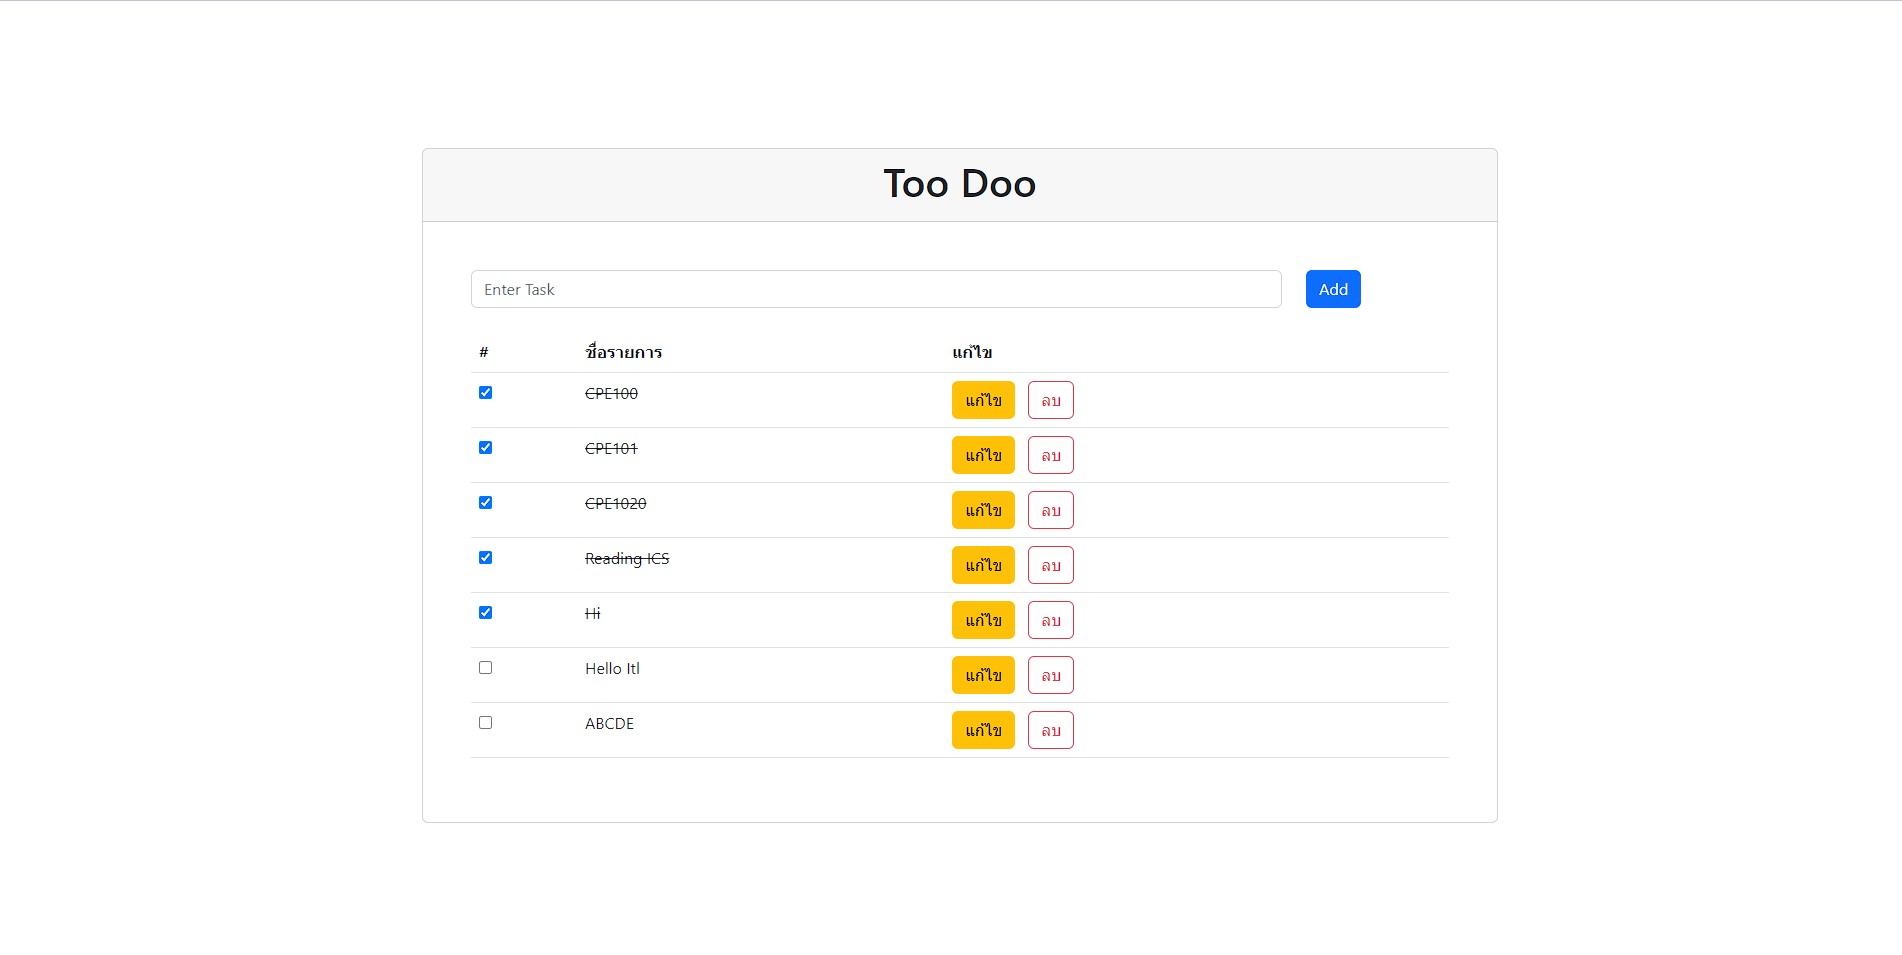 Too Doo
Enter Task Add
# ชื่อรายการ แก้ไข
CPE100 แก้ไข ลบ
CPE101 แก้ไข ลบ
CPE1020 แก้ไข ลบ
Reading ICS แก้ไข ลบ
Hi แก้ไข ลบ
Hello Itl แก้ไข ลบ
ABCDE แก้ไข ลบ